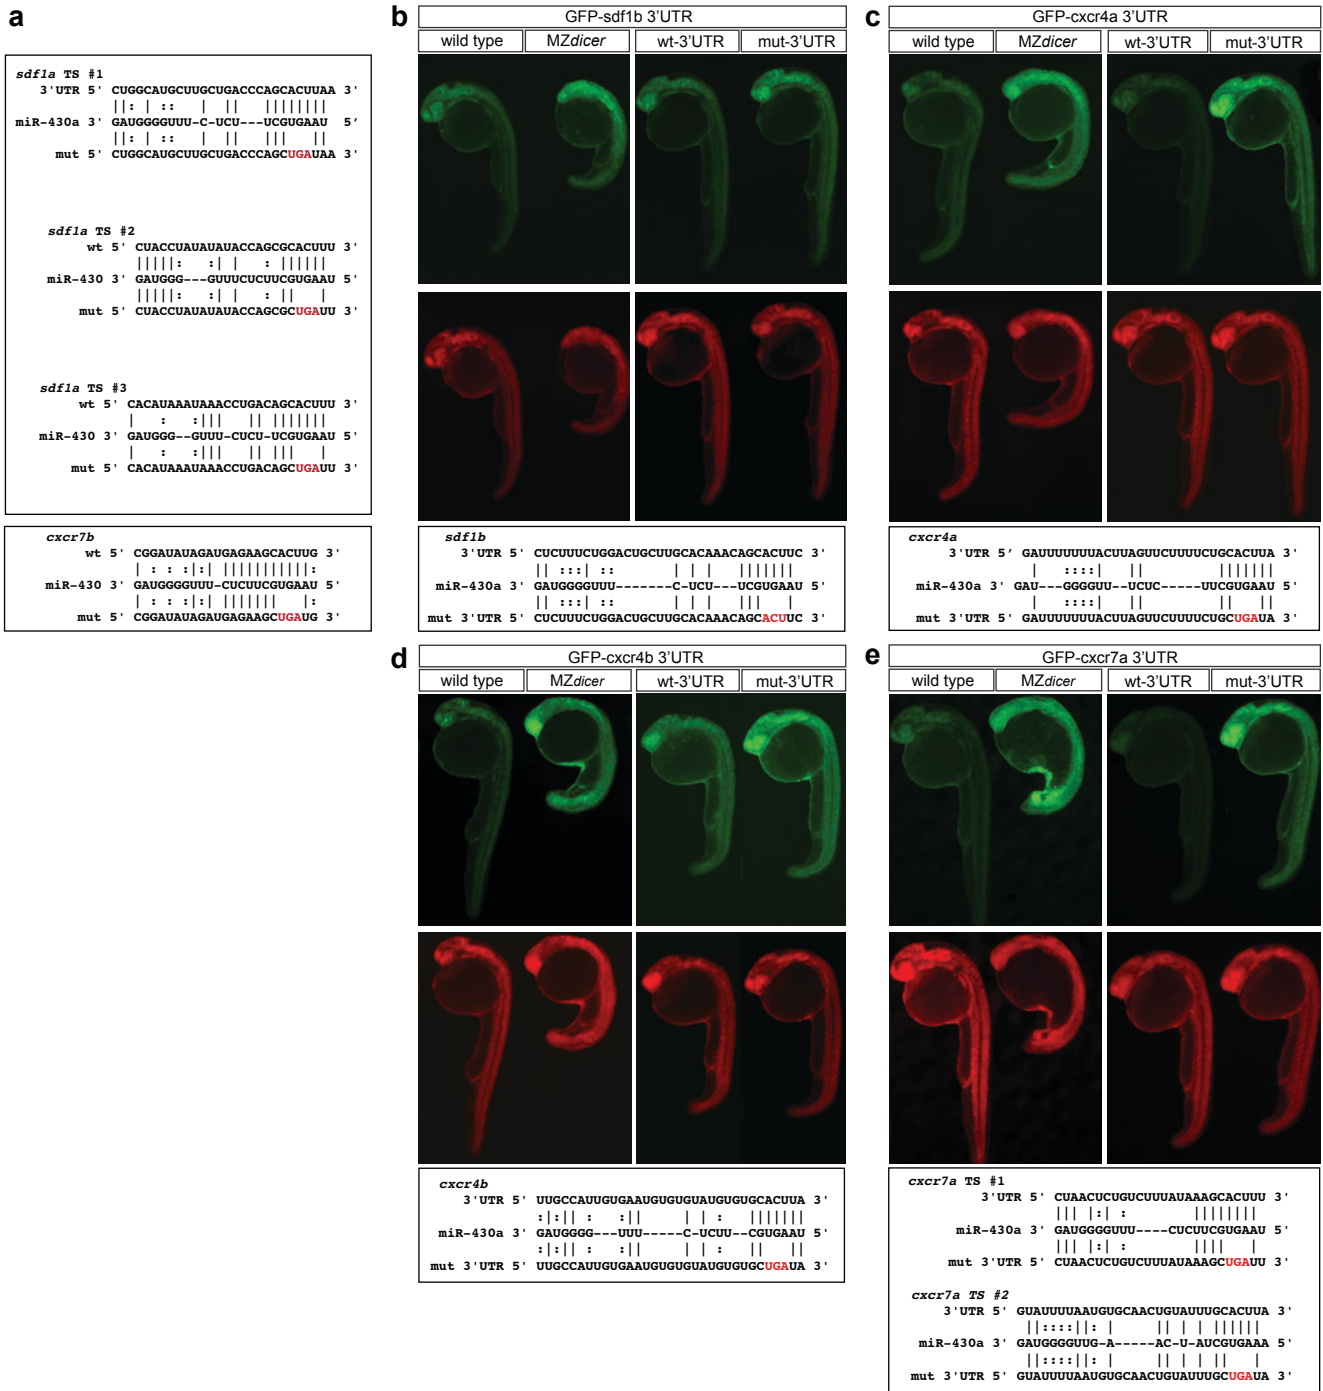 a
sdf1a TS #1
3'UTR 5' CUGGCAUGCUUGCUGACCCAGCACUUAA 3'
||: | :: | || ||||||||
miR-430a 3' GAUGGGGUUU-C-UCU---UCGUGAAU 5'
||: | :: | || ||| ||
mut 5' CUGGCAUGCUUGCUGACCCAGCUGAUAA 3'
sdf1a TS #2
wt 5' CUACCUAUAUAUACCAGCGCACUUU 3'
|||||: :| | : ||||||
miR-430 3' GAUGGG---GUUUCUCUUCGUGAAU 5'
|||||: :| | : || |
mut 5' CUACCUAUAUAUACCAGCGCUGAUU 3'
sdf1a TS #3
wt 5' CACAUAAAUAAACCUGACAGCACUUU 3'
| : :||| || |||||||
miR-430 3' GAUGGG--GUUU-CUCU-UCGUGAAU 5'
| : :||| || ||| |
mut 5' CACAUAAAUAAACCUGACAGCUGAUU 3'
cxcr7b
wt 5' CGGAUAUAGAUGAGAAGCACUUG 3'
| : : :|:| |||||||||||:
miR-430 3' GAUGGGGUUU-CUCUUCGUGAAU 5'
| : : :|:| ||||||| |:
mut 5' CGGAUAUAGAUGAGAAGCUGAUG 3'
b
GFP-sdf1b 3'UTR
wild type MZdicer wt-3'UTR mut-3'UTR
sdf1b
3'UTR 5' CUCUUUCUGGACUGCUUGCACAAACAGCACUUC 3'
|| :::| :: | | | |||||||
miR-430a 3' GAUGGGGUUU-------C-UCU---UCGUGAAU 5'
|| :::| :: | | | ||| |
mut 3'UTR 5' CUCUUUCUGGACUGCUUGCACAAACAGCACUUC 3'
c
GFP-cxcr4a 3'UTR
wild type MZdicer wt-3'UTR mut-3'UTR
cxcr4a
3'UTR 5' GAUUUUUUUACUUAGUUCUUUUCUGCACUUA 3'
| ::::| || |||||||
miR-430a 3' GAU---GGGGUU--UCUC-----UUCGUGAAU 5'
| ::::| || || ||
mut 3'UTR 5' GAUUUUUUUACUUAGUUCUUUUCUGCUGAUA 3'
d
GFP-cxcr4b 3'UTR
wild type MZdicer wt-3'UTR mut-3'UTR
cxcr4b
3'UTR 5' UUGCCAUUGUGAAUGUGUGUAUGUGUGCACUUA 3'
:|:|| : :|| | | : |||||||
miR-430a 3' GAUGGGG---UUU-----C-UCUU--CGUGAAU 5'
:|:|| : :|| | | : || ||
mut 3'UTR 5' UUGCCAUUGUGAAUGUGUGUAUGUGUGCUGAUA 3'
e
GFP-cxcr7a 3'UTR
wild type MZdicer wt-3'UTR mut-3'UTR
cxcr7a TS #1
3'UTR 5' CUAACUCUGUCUUUAUAAAGCACUUU 3'
||| |:| : ||||||||
miR-430a 3' GAUGGGGUUU----CUCUUCGUGAAU 5'
||| |:| : |||| |
mut 3'UTR 5' CUAACUCUGUCUUUAUAAAGCUGAUU 3'
cxcr7a TS #2
3'UTR 5' GUAUUUUAAUGUGCAACUGUAUUUGCACUUA 3'
||::::||: | || | | ||||||
miR-430a 3' GAUGGGGUUG-A-----AC-U-AUCGUGAAA 5'
||::::||: | || | | || |
mut 3'UTR 5' GUAUUUUAAUGUGCAACUGUAUUUGCUGAUA 3'